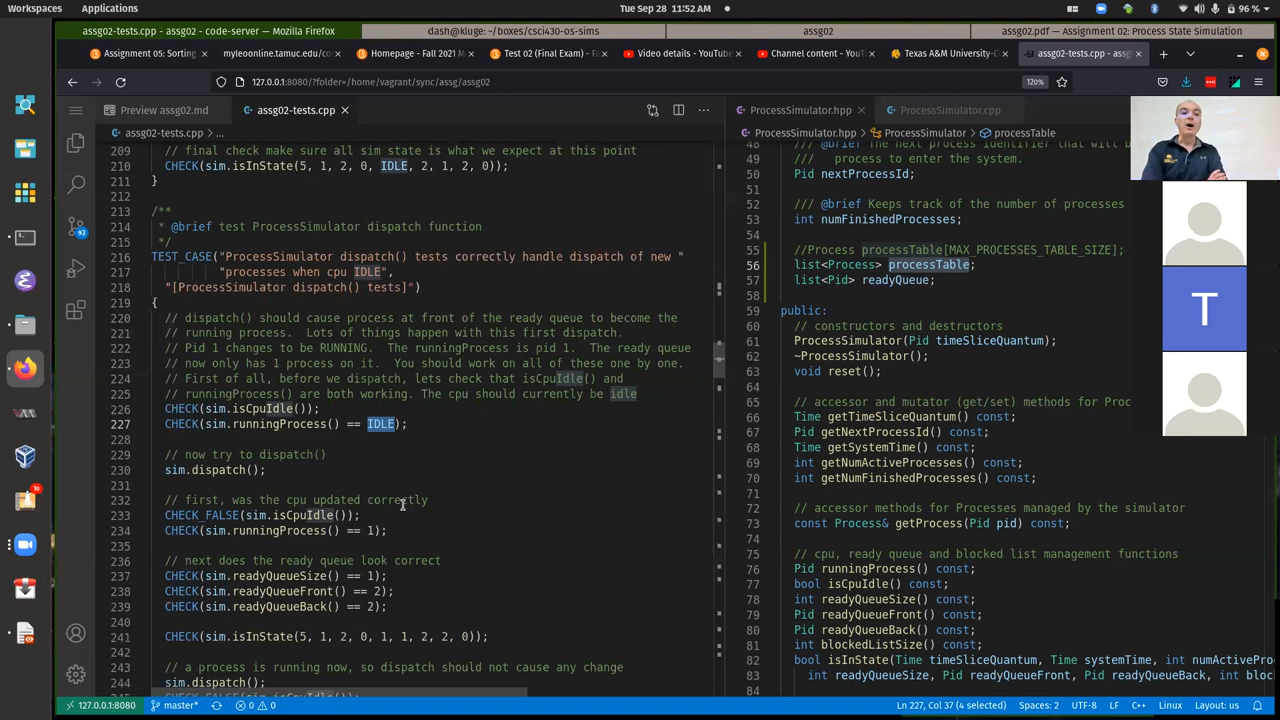 Applications
Tue Sep 28  11:52 AM
96 %
assg02-tests.cpp - assg02 - code-server — Mozilla Firefox
dash@kluge: ~/boxes/csci430-os-sims
assg02
assg02.pdf — Assignment 02: Process State Simulation
Assignment 05: Sorting
myleoonline.tamuc.edu/co
Homepage - Fall 2021 M
Test 02 (Final Exam) - Fu
Video details - YouTube
Channel content - YouTu
Texas A&M University-C
assg02-tests.cpp - assg
127.0.0.1:8080/?folder=/home/vagrant/sync/assg/assg02
120%
Preview assg02.md
assg02-tests.cpp
ProcessSimulator.hpp
ProcessSimulator.cpp
assg02-tests.cpp > ...
ProcessSimulator.hpp > ProcessSimulator > processTable
209 // final check make sure all sim state is what we expect at this point
210 CHECK(sim.isInState(5, 1, 2, 0, IDLE, 2, 1, 2, 0));
211 }
212
213 /**
214 * @brief test ProcessSimulator dispatch function
215 */
216 TEST_CASE("ProcessSimulator dispatch() tests correctly handle dispatch of new "
217 "processes when cpu IDLE",
218 "[ProcessSimulator dispatch() tests]")
219 {
220 // dispatch() should cause process at front of the ready queue to become the
221 // running process.  Lots of things happen with this first dispatch.
222 // Pid 1 changes to be RUNNING.  The runningProcess is pid 1.  The ready queue
223 // now only has 1 process on it.  You should work on all of these one by one.
224 // First of all, before we dispatch, lets check that isCpuIdle() and
225 // runningProcess() are both working. The cpu should currently be idle
226 CHECK(sim.isCpuIdle());
227 CHECK(sim.runningProcess() == IDLE);
228
229 // now try to dispatch()
230 sim.dispatch();
231
232 // first, was the cpu updated correctly
233 CHECK_FALSE(sim.isCpuIdle());
234 CHECK(sim.runningProcess() == 1);
235
236 // next does the ready queue look correct
237 CHECK(sim.readyQueueSize() == 1);
238 CHECK(sim.readyQueueFront() == 2);
239 CHECK(sim.readyQueueBack() == 2);
240
241 CHECK(sim.isInState(5, 1, 2, 0, 1, 1, 2, 2, 0));
242
243 // a process is running now, so dispatch should not cause any change
244 sim.dispatch();
245 CHECK_FALSE(sim.isCpuIdle());
48 /// @brief The next process identifier that will b
49 /// process to enter the system.
50 Pid nextProcessId;
51
52 /// @brief Keeps track of the number of processes
53 int numFinishedProcesses;
54
55 //Process processTable[MAX_PROCESSES_TABLE_SIZE];
56 list<Process> processTable;
57 list<Pid> readyQueue;
58
59 public:
60 // constructors and destructors
61 ProcessSimulator(Pid timeSliceQuantum);
62 ~ProcessSimulator();
63 void reset();
64
65 // accessor and mutator (get/set) methods for Proc
66 Time getTimeSliceQuantum() const;
67 Pid getNextProcessId() const;
68 Time getSystemTime() const;
69 int getNumActiveProcesses() const;
70 int getNumFinishedProcesses() const;
71
72 // accessor methods for Processes managed by the simulator
73 const Process& getProcess(Pid pid) const;
74
75 // cpu, ready queue and blocked list management functions
76 Pid runningProcess() const;
77 bool isCpuIdle() const;
78 int readyQueueSize() const;
79 Pid readyQueueFront() const;
80 Pid readyQueueBack() const;
81 int blockedListSize() const;
82 bool isInState(Time timeSliceQuantum, Time systemTime, int numActivePro
83 int readyQueueSize, Pid readyQueueFront, Pid readyQueueBack, int bloc
84
T
93
10
127.0.0.1:8080
master*
0
0
Ln 227, Col 37 (4 selected)
Spaces: 2
UTF-8
LF
C++
Linux
Layout: us